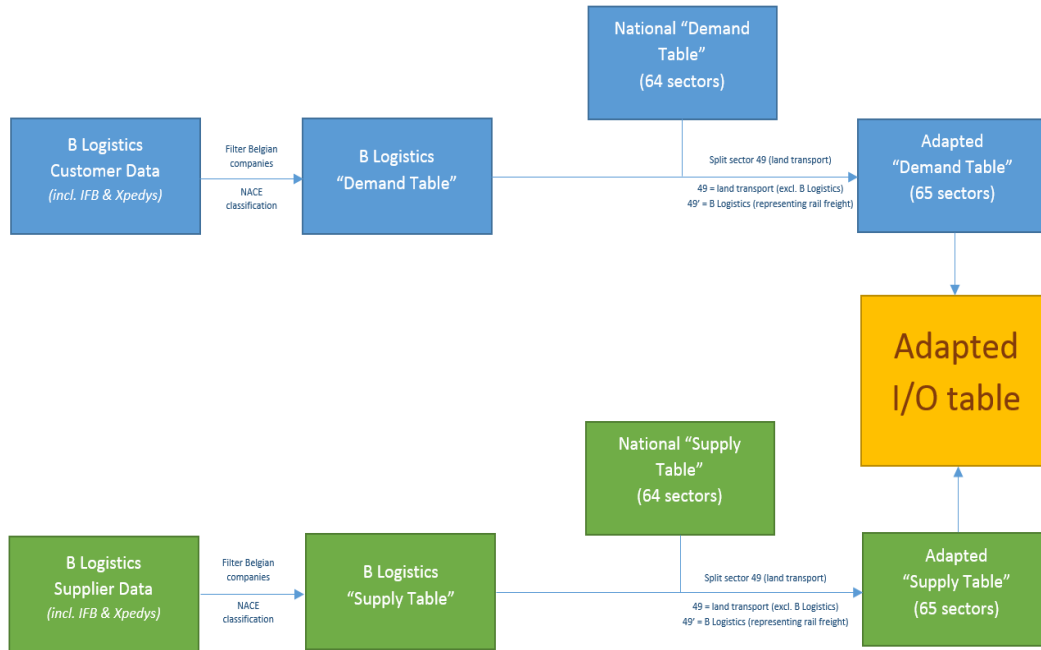 National “Demand
Table”
(64 sectors)
B Logistics
Customer Data
(incl. IFB & Xpedys)
Filter Belgian
companies
NACE
classification
B Logistics
“Demand Table”
Split sector 49 (land transport)
49 = land transport (excl. B Logistics)
49’ = B Logistics (representing rail freight)
Adapted
“Demand Table”
(65 sectors)
Adapted
I/O table
National “Supply
Table”
(64 sectors)
B Logistics
Supplier Data
(incl. IFB & Xpedys)
Filter Belgian
companies
NACE
classification
B Logistics
“Supply Table”
Split sector 49 (land transport)
49 = land transport (excl. B Logistics)
49’ = B Logistics (representing rail freight)
Adapted
“Supply Table”
(65 sectors)